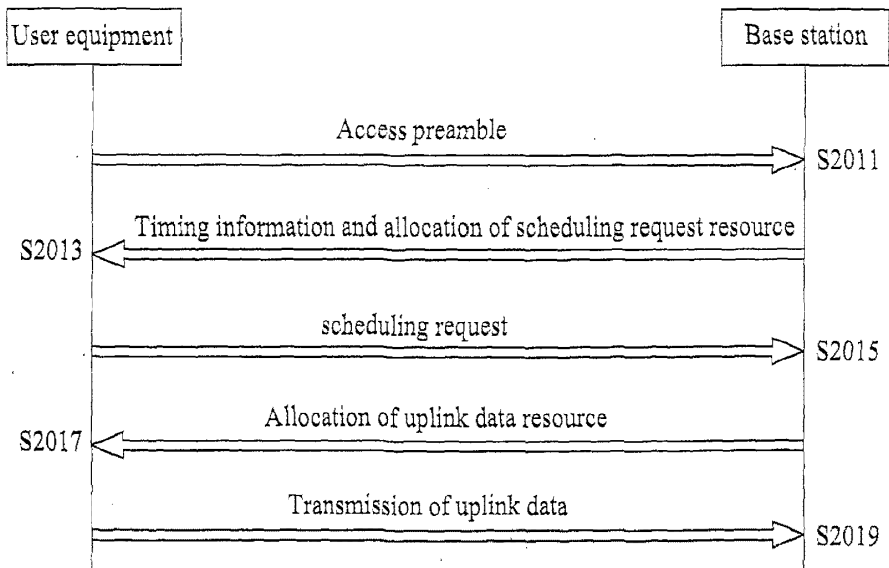 User equipment
Base station
Access preamble
S2011
Timing information and allocation of scheduling request resource
S2013
scheduling request
S2015
Allocation of uplink data resource
S2017
Transmission of uplink data
S2019